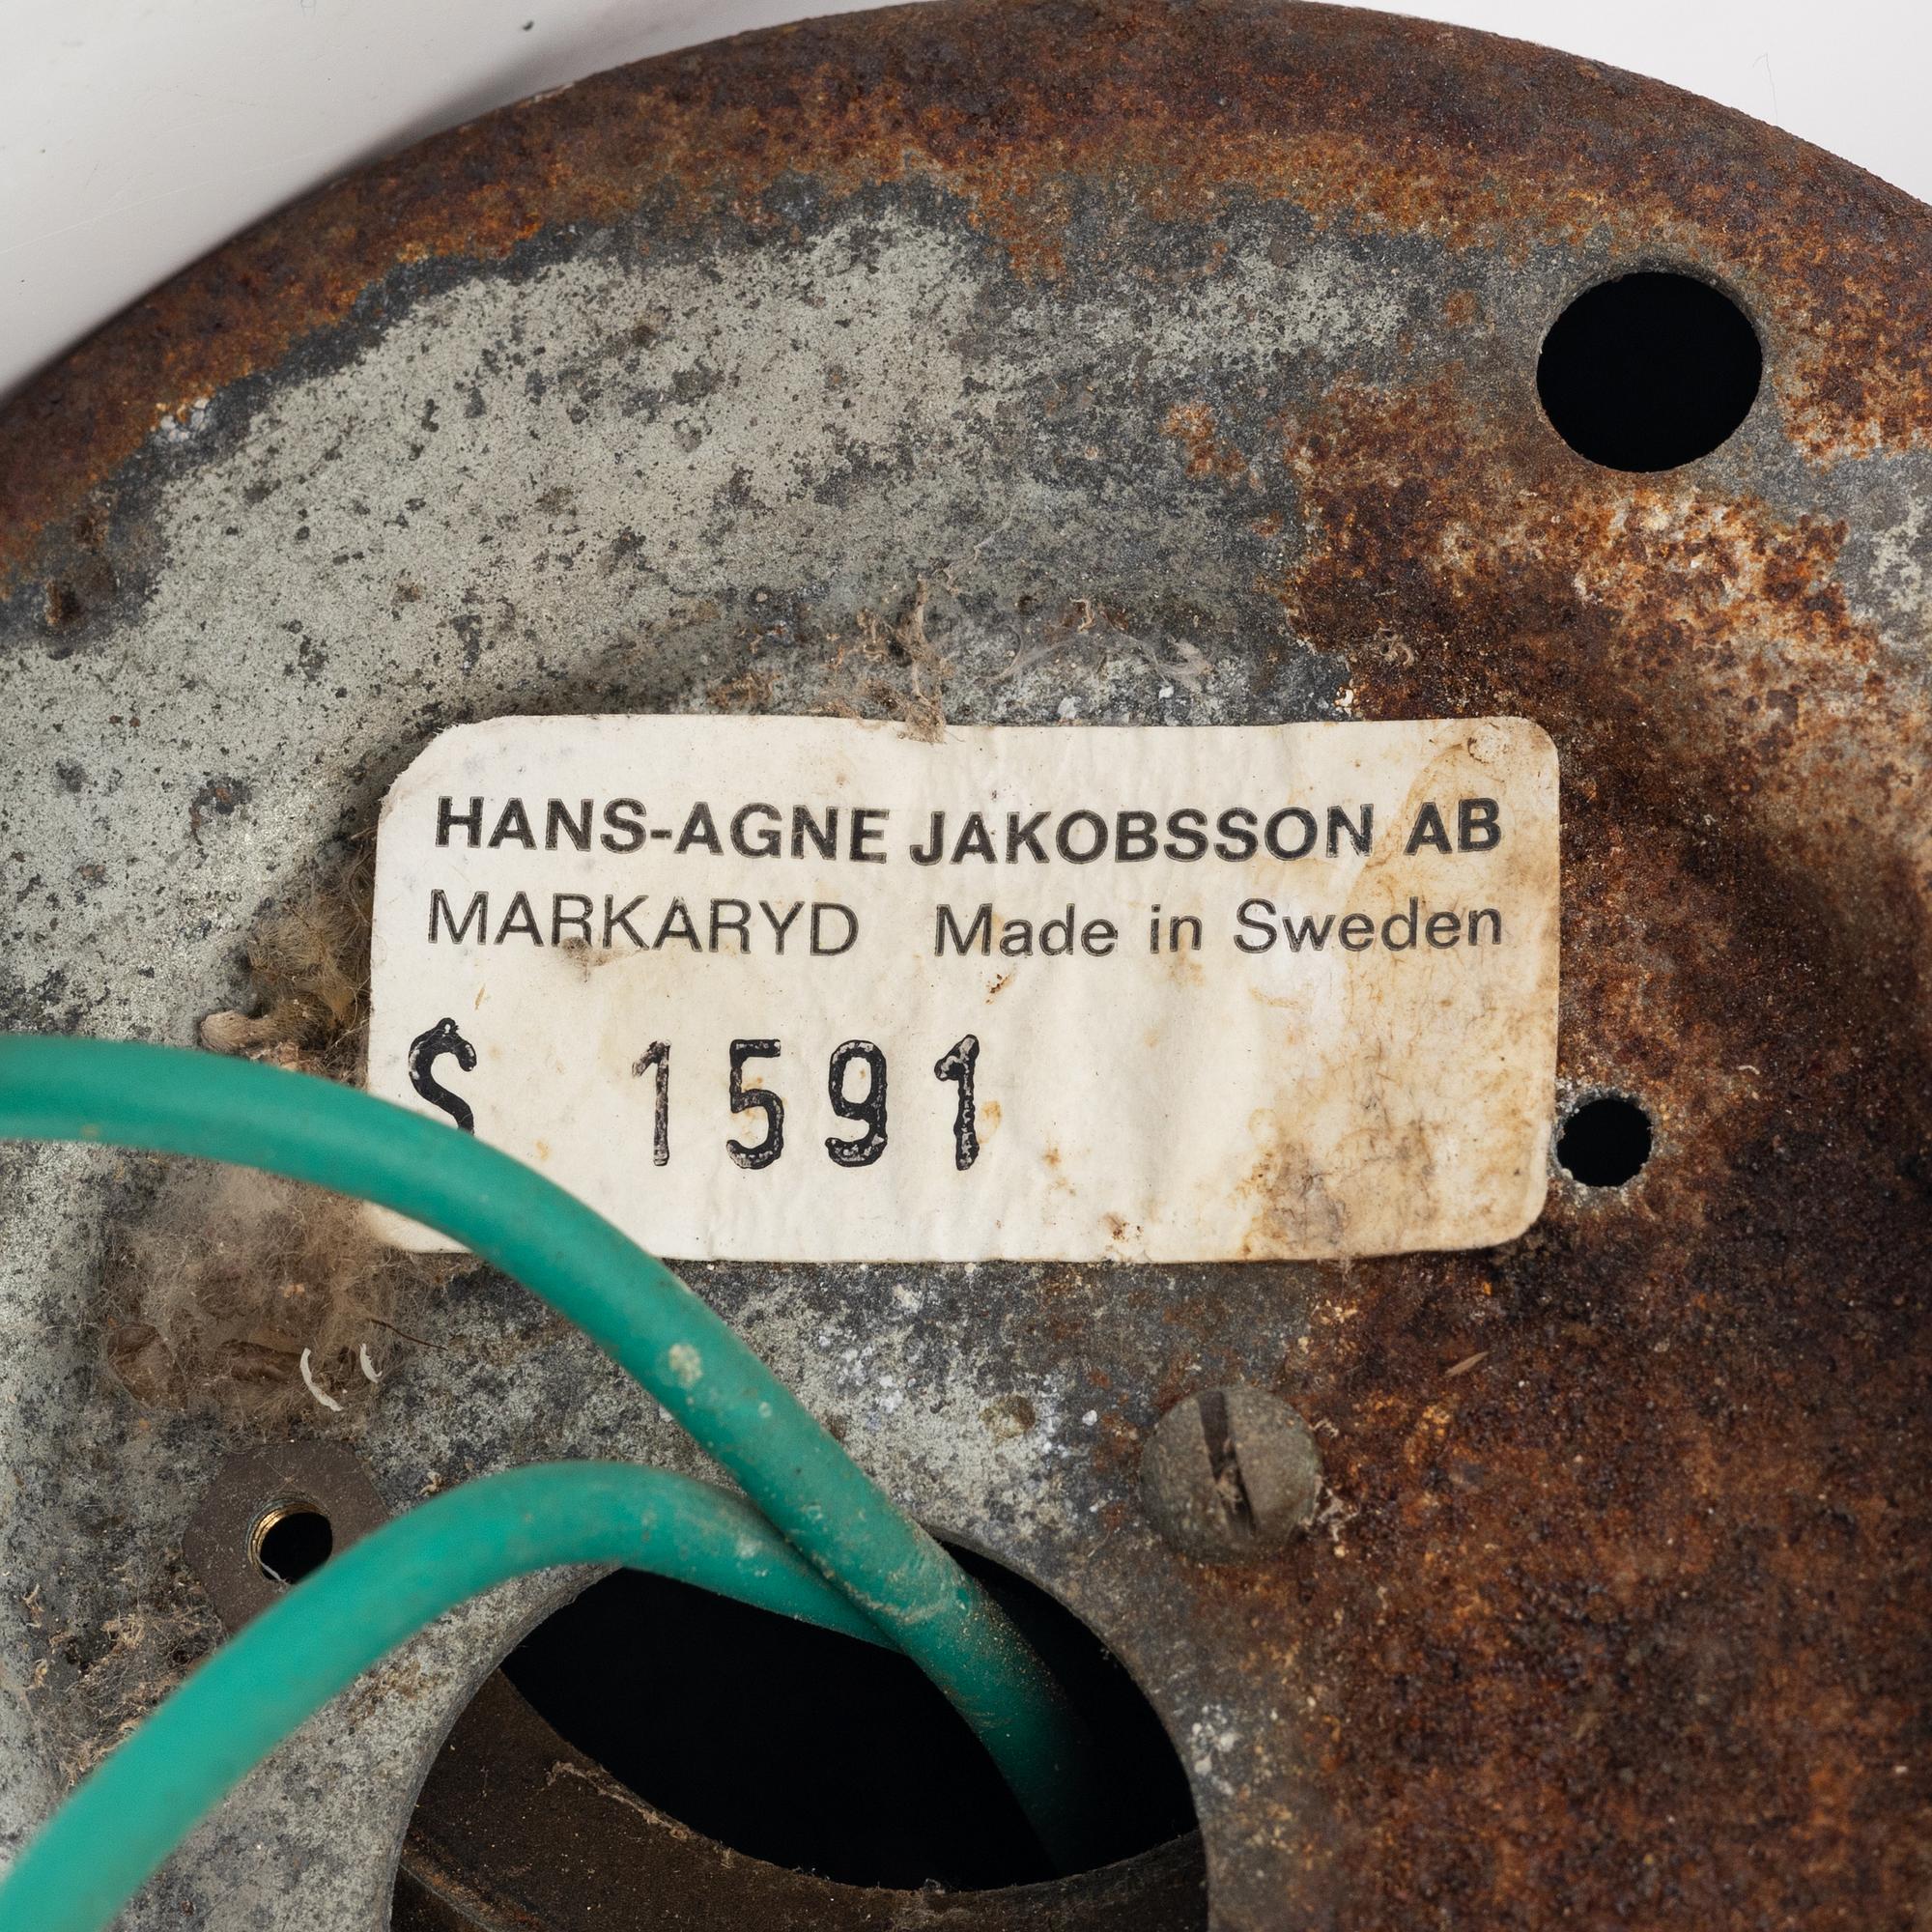 HANS-AGNE JAKOBSSON AB
MARKARYD Made in Sweden
S 1591